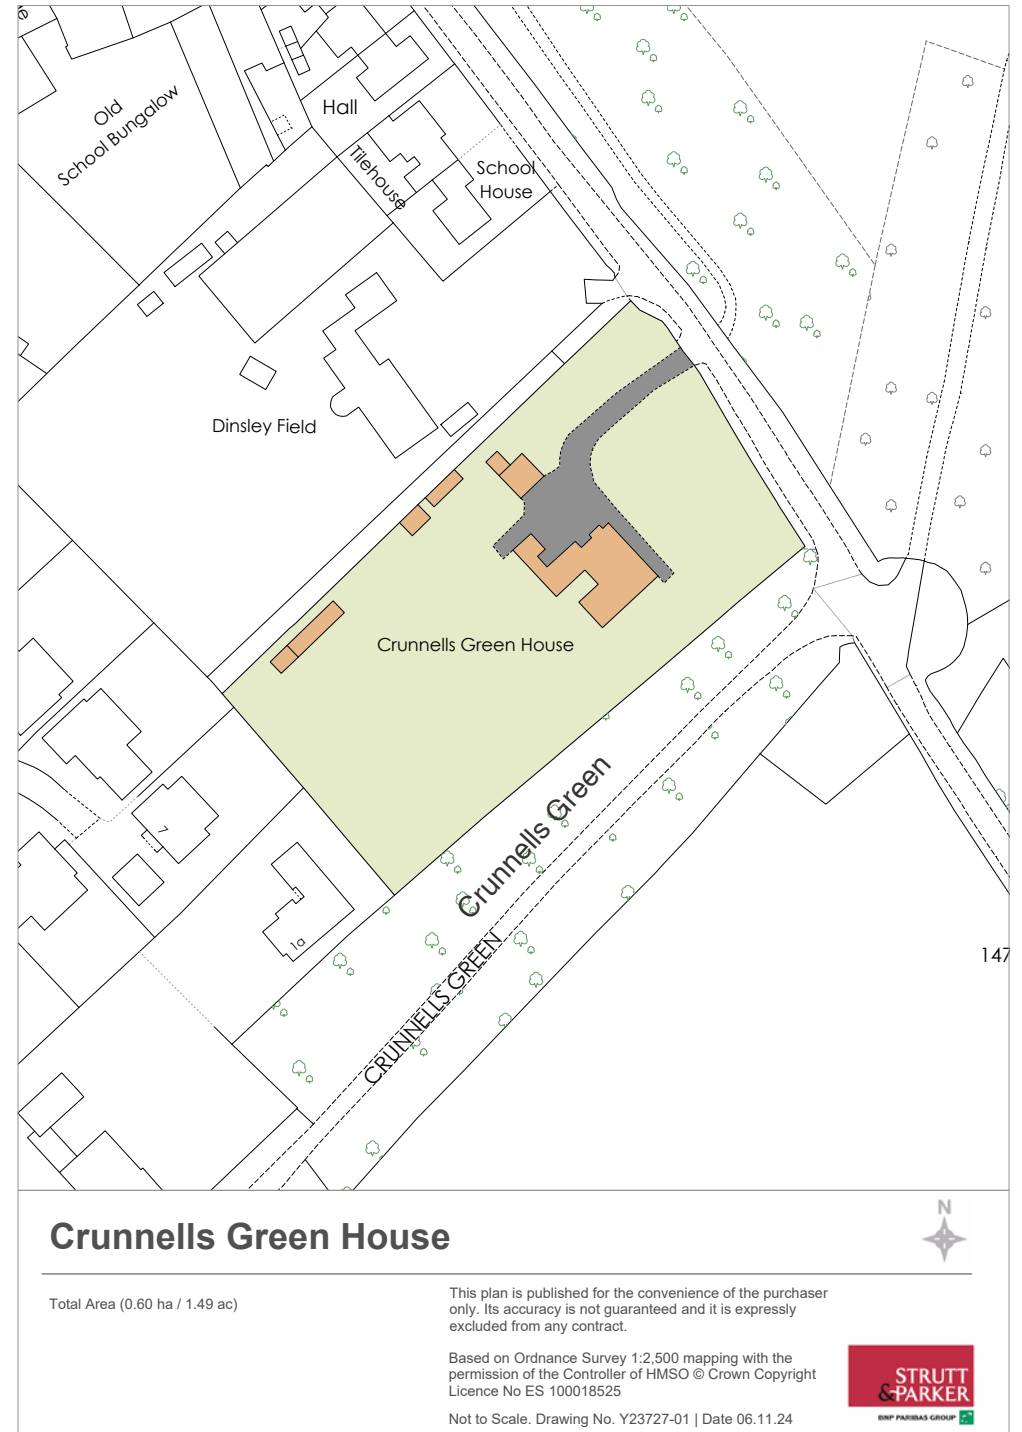 Old
School Bungalow
Hall
Tilehouse
School
House
Dinsley Field
Crunnells Green House
7
1a
Crunnells Green
CRUNNELLS GREEN
147
Crunnells Green House
N
Total Area (0.60 ha / 1.49 ac)
This plan is published for the convenience of the purchaser
only. Its accuracy is not guaranteed and it is expressly
excluded from any contract.
Based on Ordnance Survey 1:2,500 mapping with the
permission of the Controller of HMSO © Crown Copyright
Licence No ES 100018525
Not to Scale. Drawing No. Y23727-01 | Date 06.11.24
STRUTT
&PARKER
BNP PARIBAS GROUP